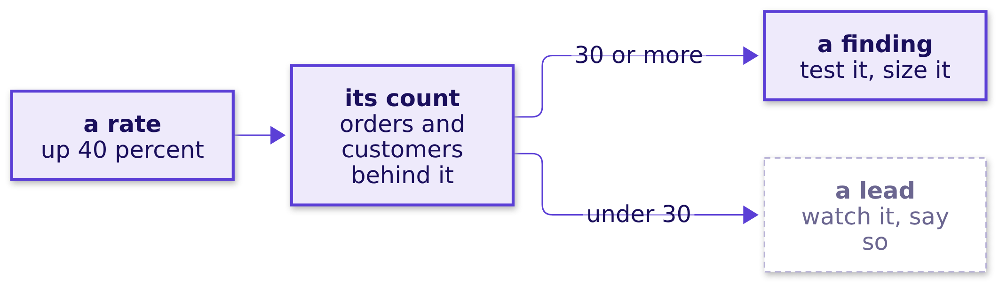 a rate
up 40 percent
its count
orders and
customers
behind it
30 or more
a finding
test it, size it
under 30
a lead
watch it, say
so